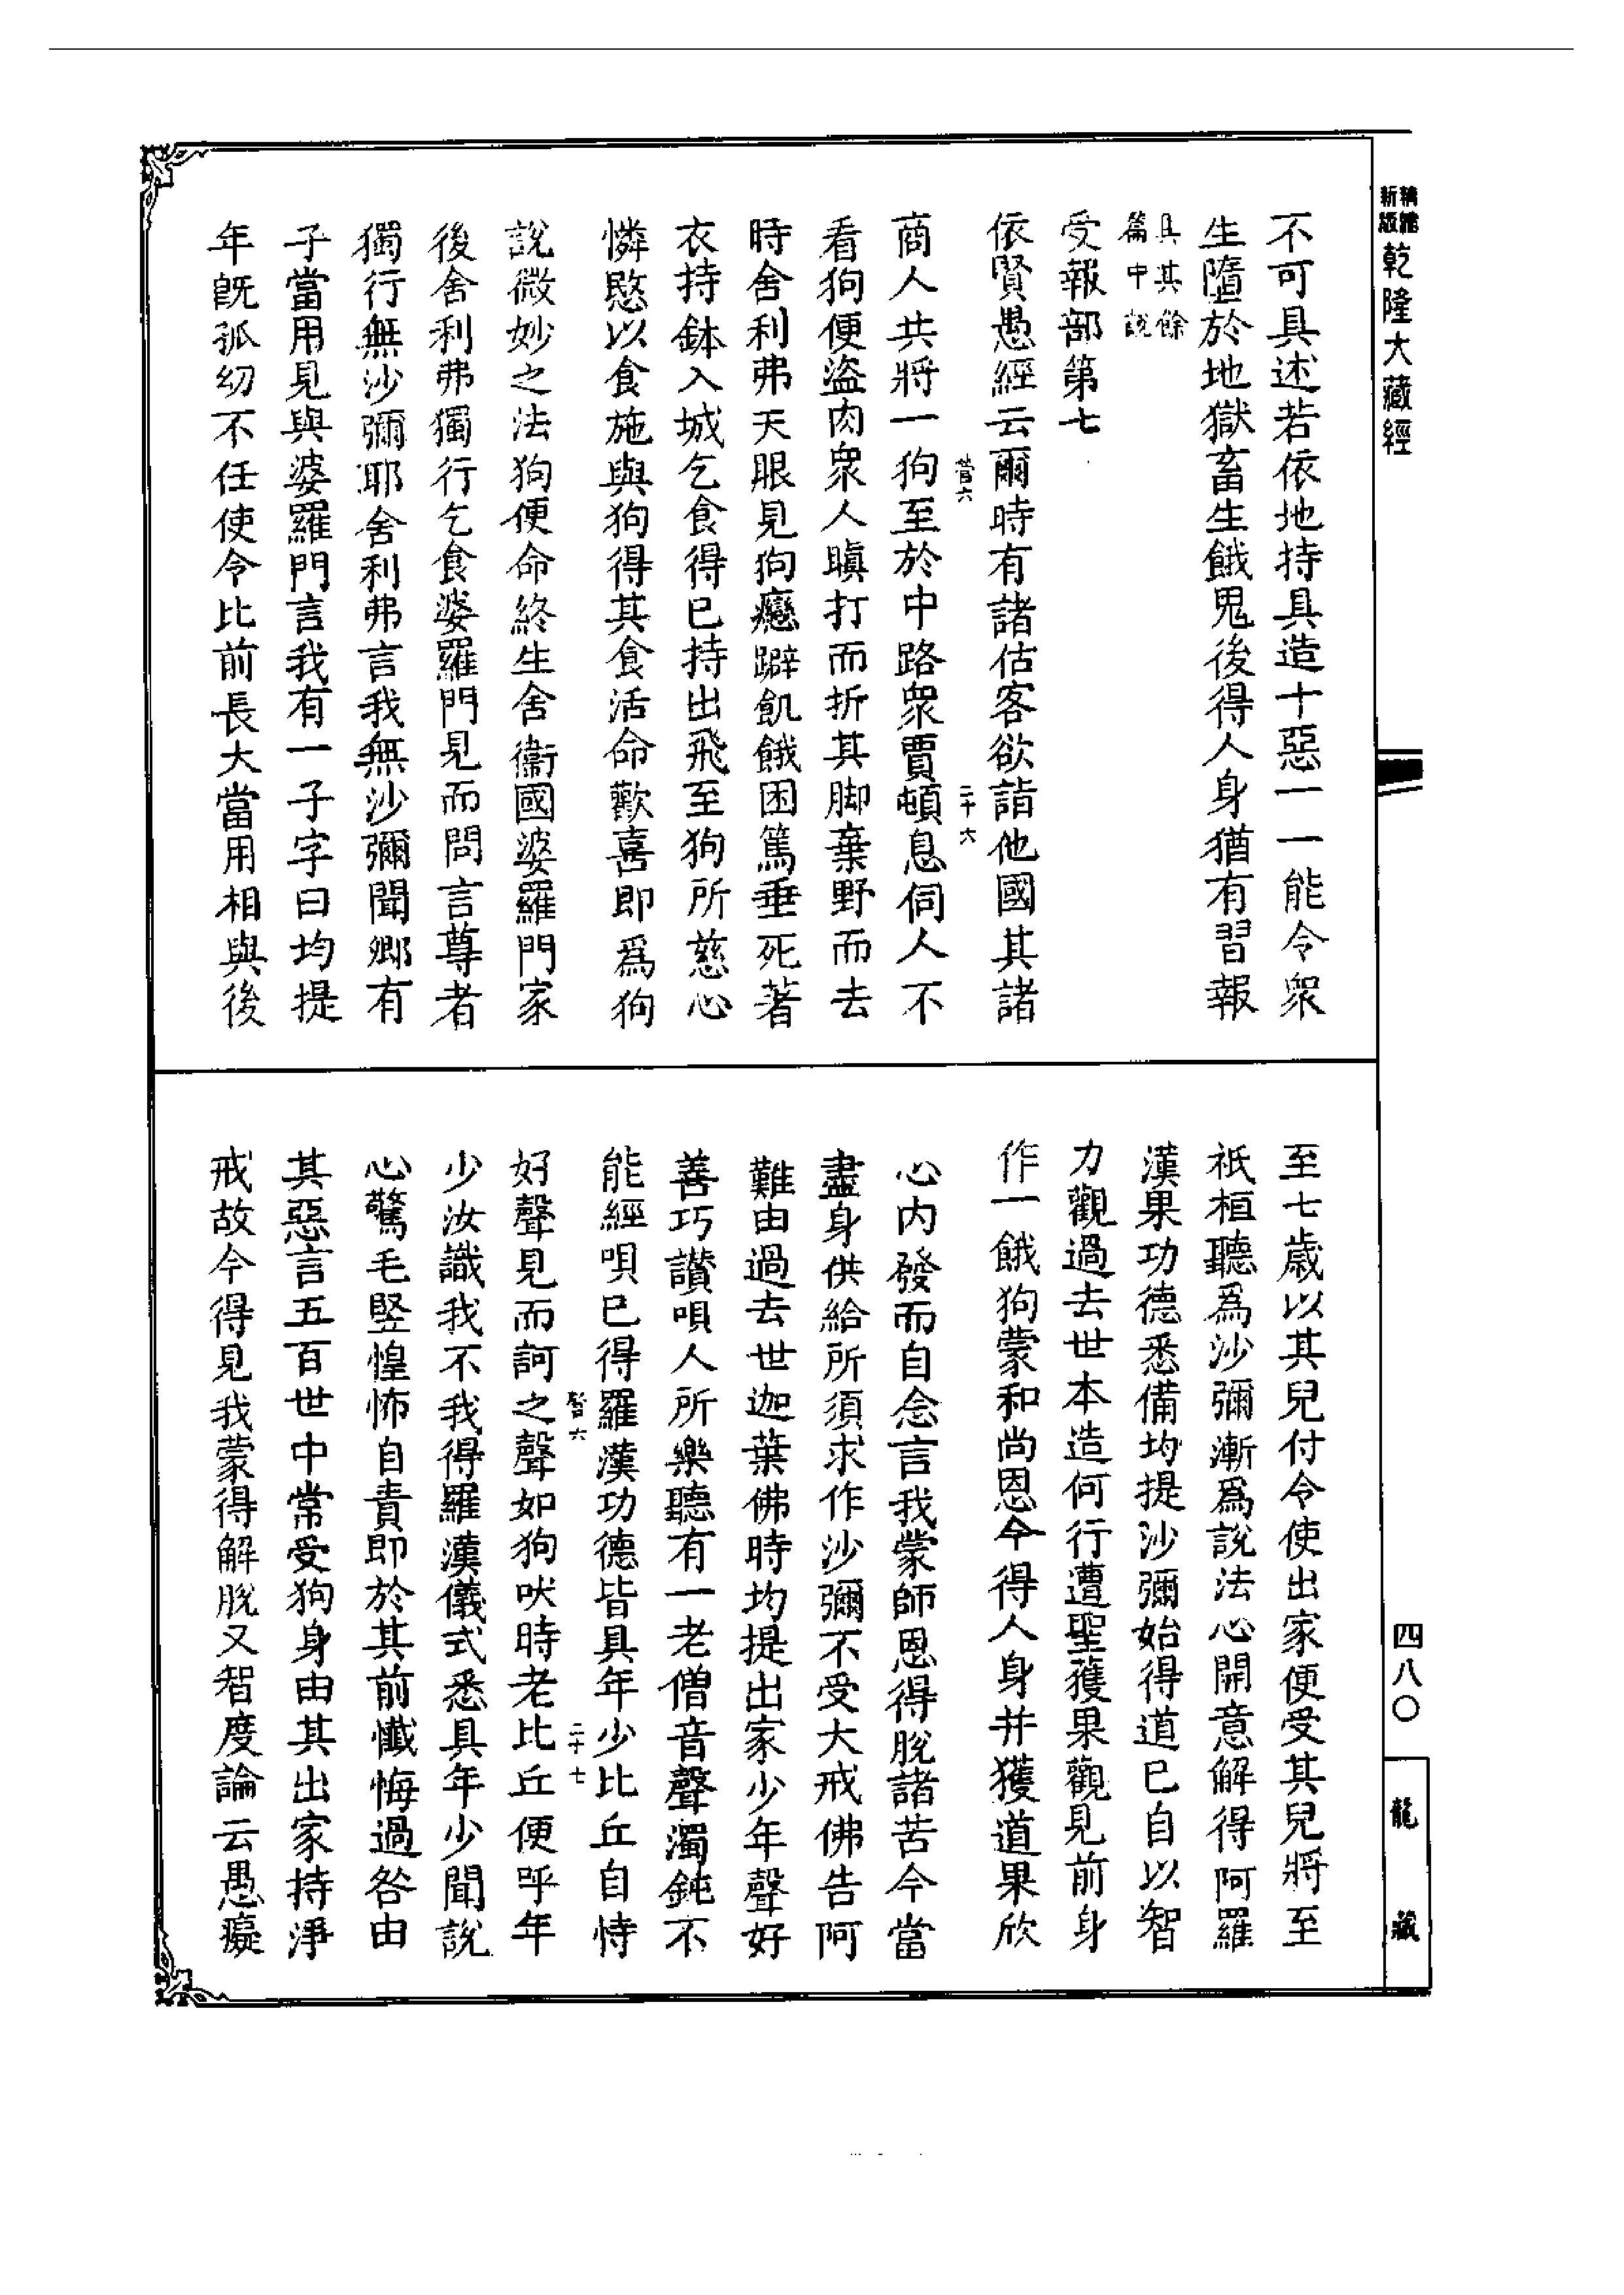 新編縮版 乾隆大藏經
不可具述若依地持具造十惡一一能令衆
生墮於地獄畜生餓鬼後得人身猶有習報
具其餘
篇中說
受報部第七
依賢愚經云爾時有諸估客欲詣他國其諸
二十六
商人共將一狗至於中路衆賈頓息伺人不
看狗便盜肉衆人瞋打而折其脚棄野而去
時舍利弗天眼見狗癴躃飢餓困篤垂死著
衣持鉢入城乞食得已持出飛至狗所慈心
憐愍以食施與狗得其食活命歡喜即爲狗
說微妙之法狗便命終生舍衛國婆羅門家
後舍利弗獨行乞食婆羅門見而問言尊者
獨行無沙彌耶舍利弗言我無沙彌聞卿有
子當用見與婆羅門言我有一子字曰均提
年既孤幼不任使令比前長大當用相與後
至七歲以其兒付令使出家便受其兒將至
祇桓聽爲沙彌漸爲說法心開意解得阿羅
漢果功德悉備均提沙彌始得道已自以智
力觀過去世本造何行遭聖獲果觀見前身
作一餓狗蒙和尚恩今得人身并獲道果欣
心內發而自念言我蒙師恩得脫諸苦今當
盡身供給所須求作沙彌不受大戒佛告阿
難由過去世迦葉佛時均提出家少年聲好
善巧讚唄人所樂聽有一老僧音聲濁鈍不
能經唄已得羅漢功德皆具年少比丘自恃
二十七
好聲見而訶之聲如狗吠時老比丘便呼年
少汝識我不我得羅漢儀式悉具年少聞說
心驚毛竪惶怖自責即於其前懺悔過咎由
其惡言五百世中常受狗身由其出家持淨
戒故今得見我蒙得解脫又智度論云愚癡
四八〇
龍藏